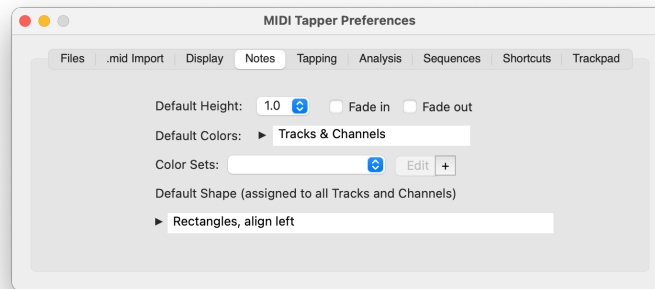 MIDI Tapper Preferences
Files .mid Import Display Notes Tapping Analysis Sequences Shortcuts Trackpad
Default Height: 1.0 Fade in Fade out
Default Colors: Tracks & Channels
Color Sets: Edit +
Default Shape (assigned to all Tracks and Channels)
Rectangles, align left